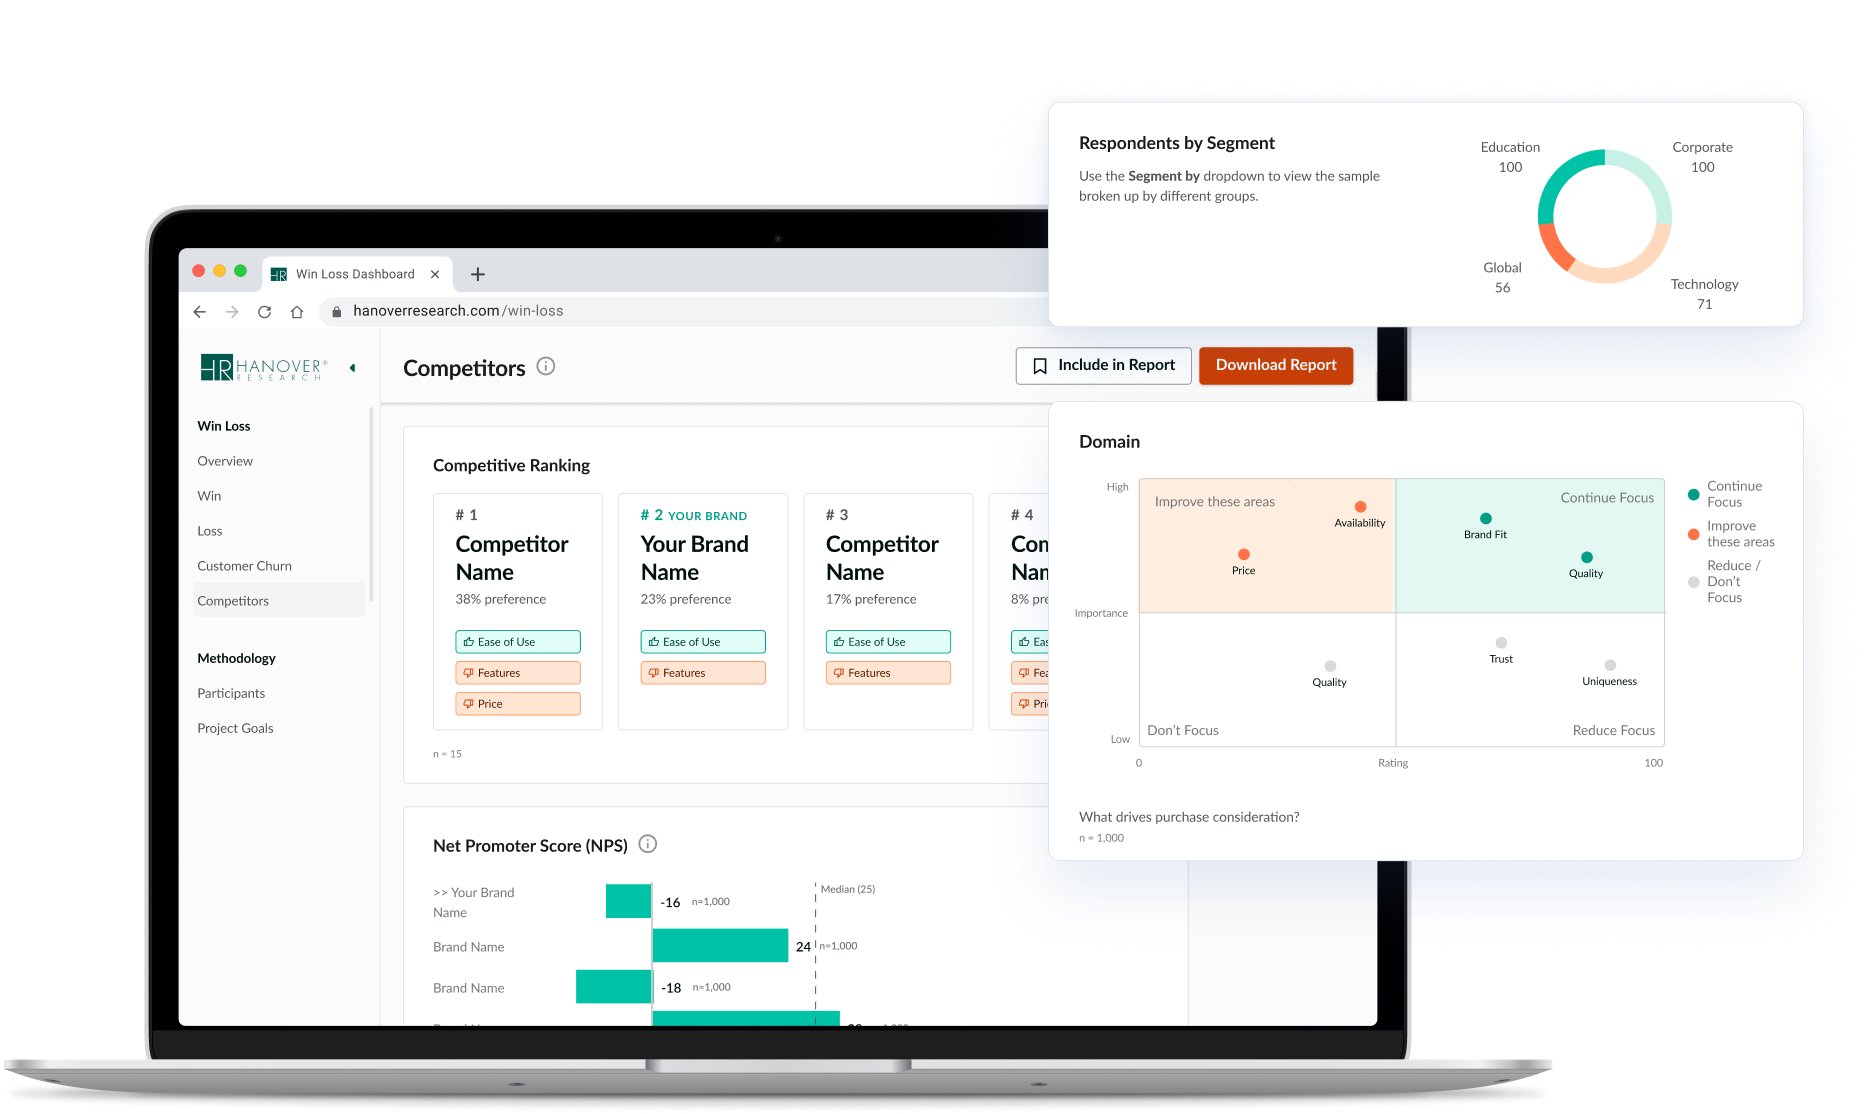 Respondents by Segment
Use the Segment by dropdown to view the sample
broken up by different groups.
Education
100
Corporate
100
Global
56
Technology
71
HR
Win Loss Dashboard
hanoverresearch.com/win-loss
HR HANOVER®
RESEARCH
Win Loss
Overview
Win
Loss
Customer Churn
Competitors
Methodology
Participants
Project Goals
Competitors
Include in Report
Download Report
Competitive Ranking
# 1
Competitor
Name
38% preference
Ease of Use
Features
Price
# 2 YOUR BRAND
Your Brand
Name
23% preference
Ease of Use
Features
# 3
Competitor
Name
17% preference
Ease of Use
Features
# 4
8%
n = 15
Net Promoter Score (NPS)
Median (25)
>> Your Brand
Name
-16 n=1,000
Brand Name
24 n=1,000
Brand Name
-18 n=1,000
Domain
High
Importance
Low
Improve these areas
Continue Focus
Availability
Price
Brand Fit
Quality
Quality
Trust
Uniqueness
Don't Focus
Reduce Focus
0
Rating
100
Continue
Focus
Improve
these areas
Reduce /
Don't
Focus
What drives purchase consideration?
n = 1,000